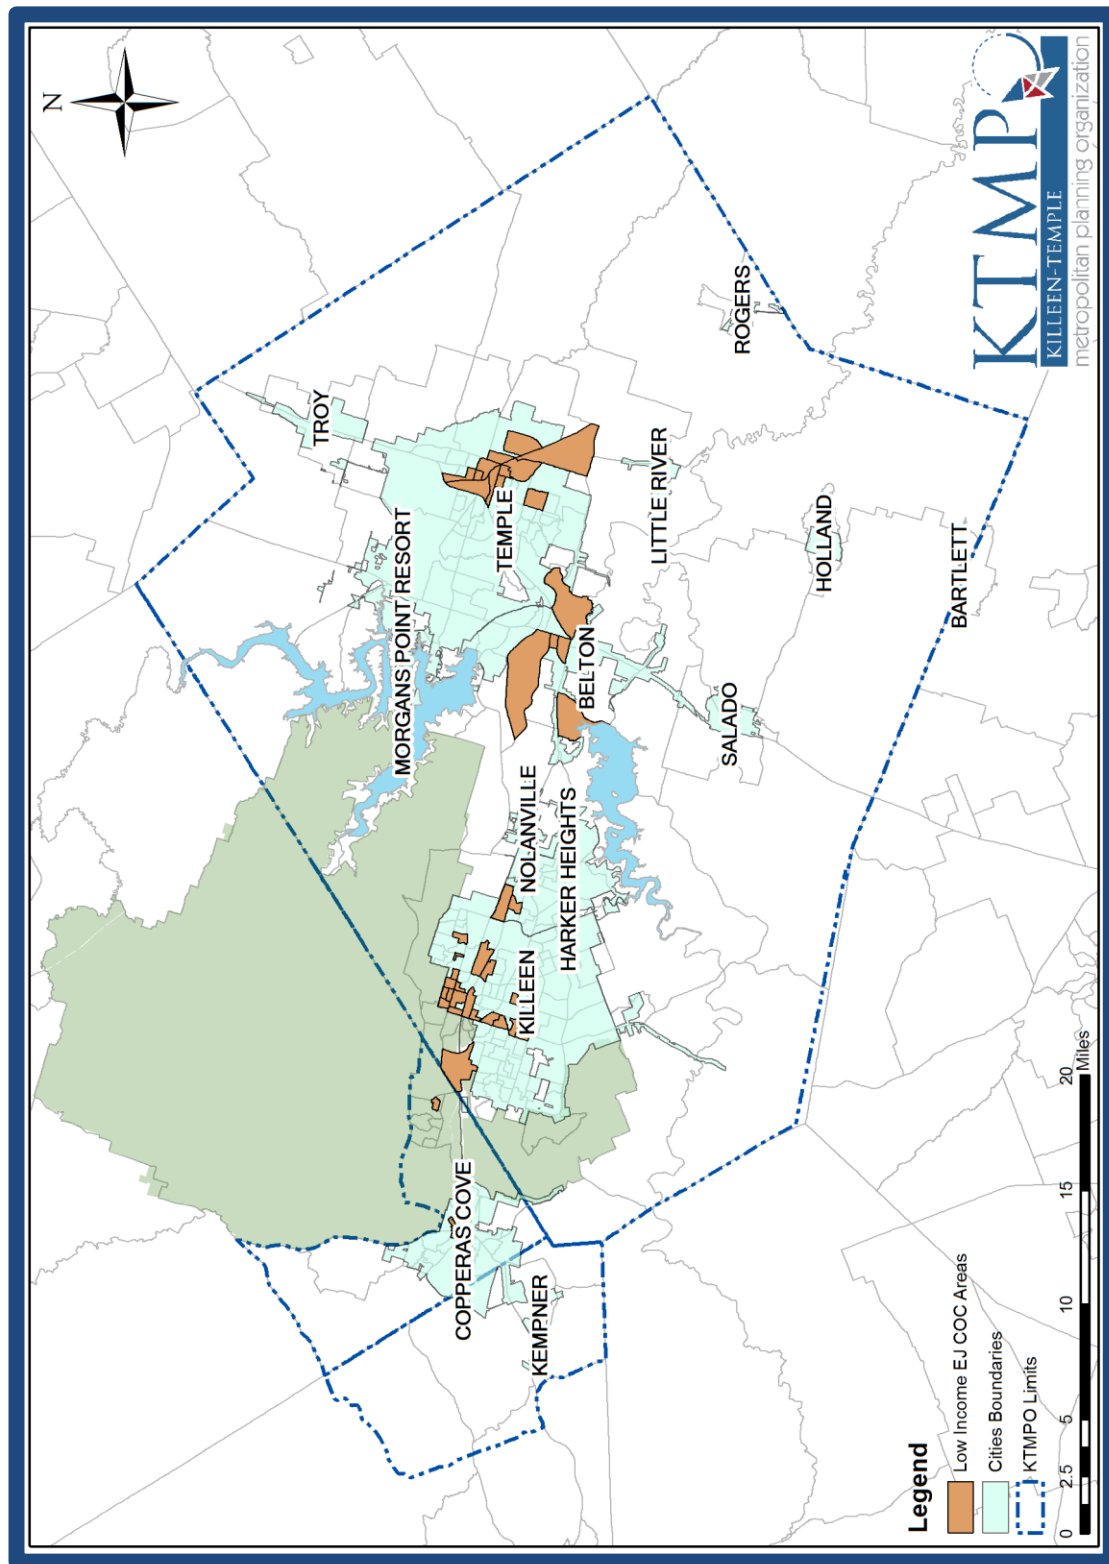 N
TROY
MORGANS POINT RESORT
TEMPLE
ROGERS
LITTLE RIVER
BELTON
NOLANVILLE
HARKER HEIGHTS
KILLEEN
COPPERAS COVE
KEMPNER
SALADO
HOLLAND
BARTLETT
Legend
Low Income EJ COC Areas
Cities Boundaries
KTMPO Limits
0 2.5 5 10 15 20
Miles
KTMPO
KILLEEN-TEMPLE
metropolitan planning organization